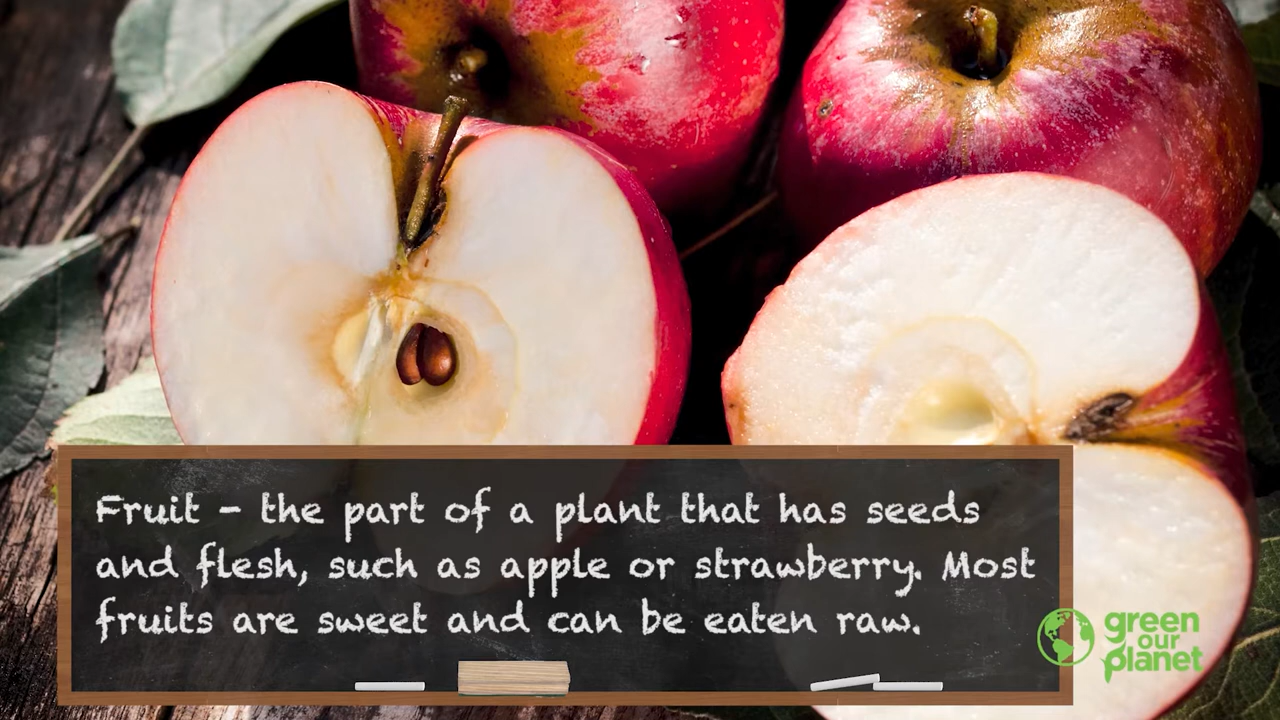 Fruit - the part of a plant that has seeds
and flesh, such as apple or strawberry. Most
fruits are sweet and can be eaten raw.
green
our
planet